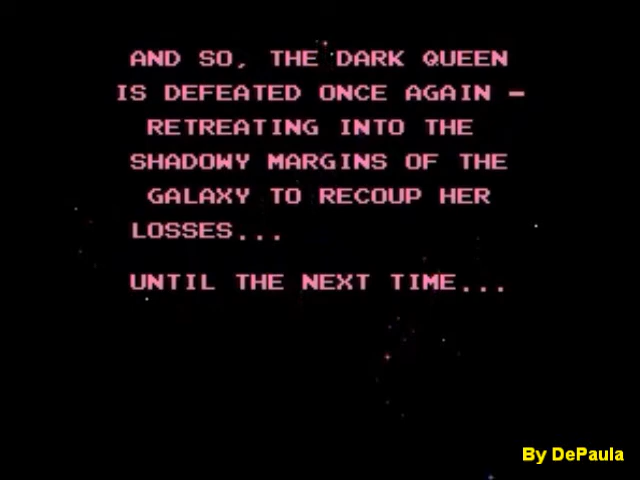 AND SO, THE DARK QUEEN
IS DEFEATED ONCE AGAIN –
RETREATING INTO THE
SHADOWY MARGINS OF THE
GALAXY TO RECOUP HER
LOSSES...
UNTIL THE NEXT TIME...
By DePaula